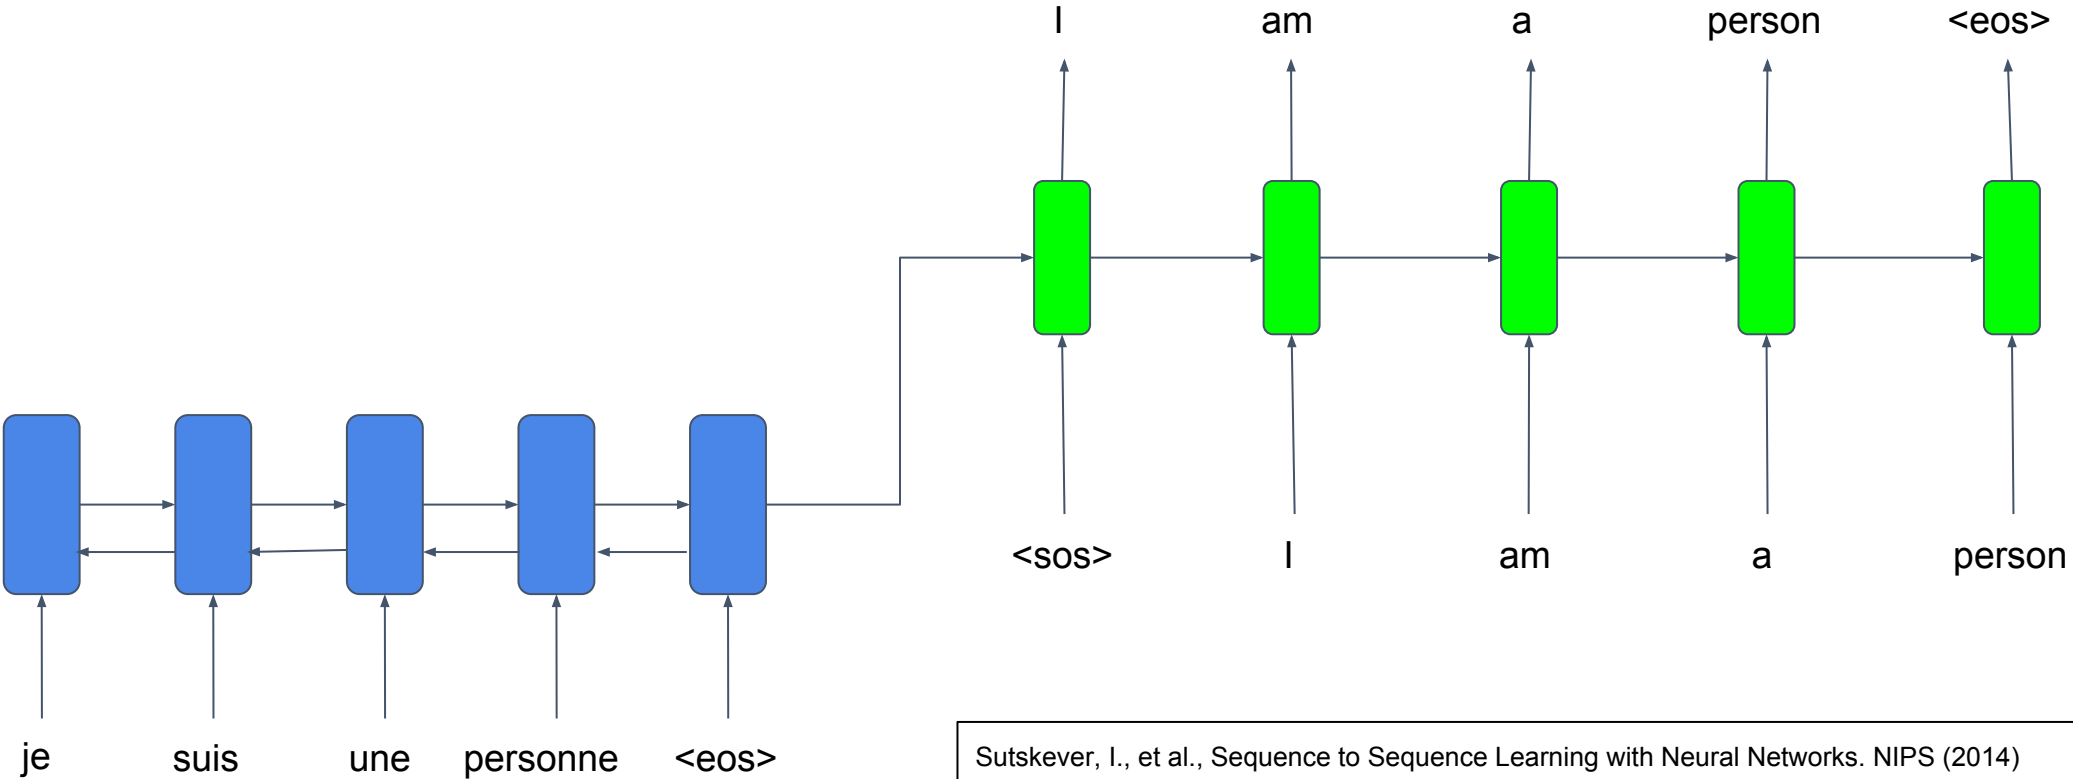 I am a person <eos>
<sos> I am a person
je suis une personne <eos>
Sutskever, I., et al., Sequence to Sequence Learning with Neural Networks. NIPS (2014)